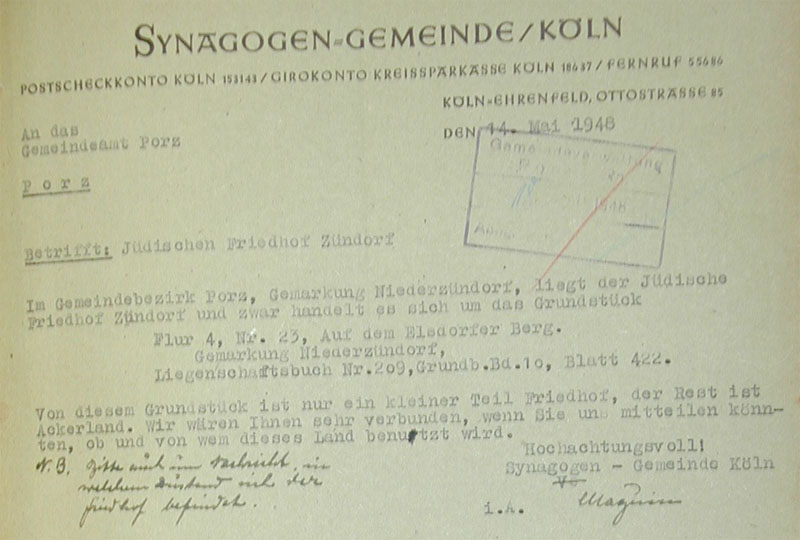 SYNAGOGEN-GEMEINDE/KÖLN
POSTSCHECKKONTO KÖLN 153143/GIROKONTO KREISSPARKASSE KÖLN 18637/FERNRUF 55686
KÖLN-EHRENFELD, OTTOSTRASSE 85
DEN 14. Mai 1948
An das
Gemeindeamt Porz
P o r z
Betrifft: Jüdischen Friedhof Zündorf
Im Gemeindebezirk Porz, Gemarkung Niederzündorf, liegt der Jüdische
Friedhof Zündorf und zwar handelt es sich um das Grundstück
Flur 4, Nr. 23, Auf dem Elsdorfer Berg.
Gemarkung Niederzündorf,
Liegenschaftsbuch Nr.209,Grundb.Bd.10, Blatt 422.
Von diesem Grundstück ist nur ein kleiner Teil Friedhof, der Rest ist
Ackerland. Wir wären Ihnen sehr verbunden, wenn Sie uns mitteilen könn-
ten, ob und von wem dieses Land benutzt wird.
Hochachtungsvoll!
Synagogen - Gemeinde Köln
i.A.
N.B. Bitte auch um Nachricht, in
welchem Zustand sich der
Friedhof befindet.